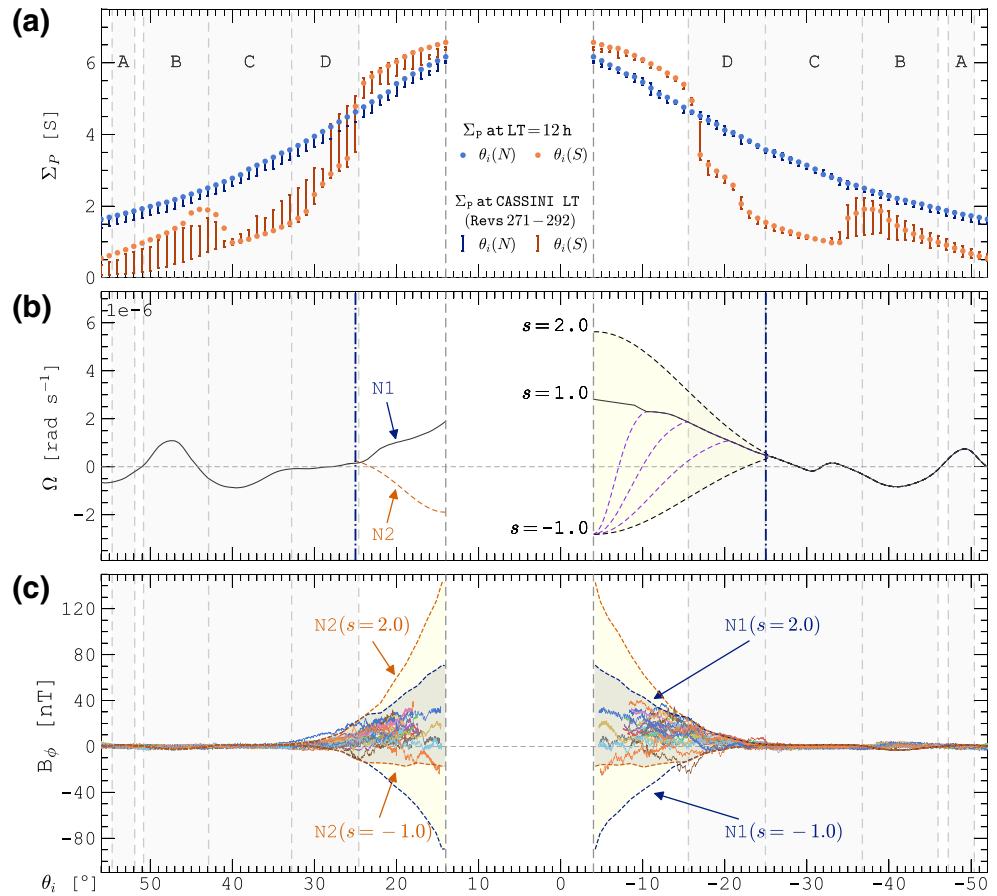 (a)
A B C D D C B A
6
4
2
0
Σ_P [S]
Σ_P at LT = 12 h
θ_i(N) θ_i(S)
Σ_P at CASSINI LT
(Revs 271 – 292)
θ_i(N) θ_i(S)
(b)
1e-6
6
4
2
0
-2
Ω [rad s⁻¹]
N1
N2
s = 2.0
s = 1.0
s = -1.0
(c)
120
80
40
0
-40
-80
B_ϕ [nT]
N2(s = 2.0)
N1(s = 2.0)
N2(s = -1.0)
N1(s = -1.0)
θ_i [°] 50 40 30 20 10 0 -10 -20 -30 -40 -50